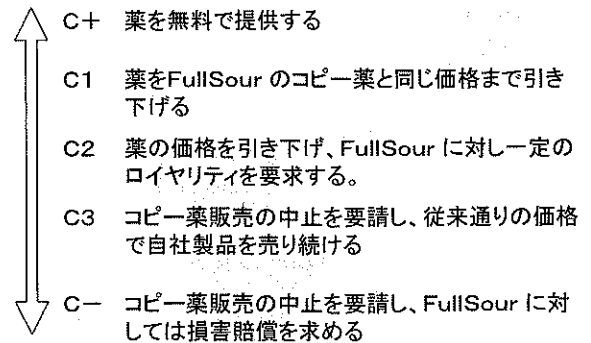 C＋ 薬を無料で提供する
C1 薬をFullSour のコピー薬と同じ価格まで引き
下げる
C2 薬の価格を引き下げ、FullSour に対し一定の
ロイヤリティを要求する。
C3 コピー薬販売の中止を要請し、従来通りの価格
で自社製品を売り続ける
C－ コピー薬販売の中止を要請し、FullSour に対
しては損害賠償を求める